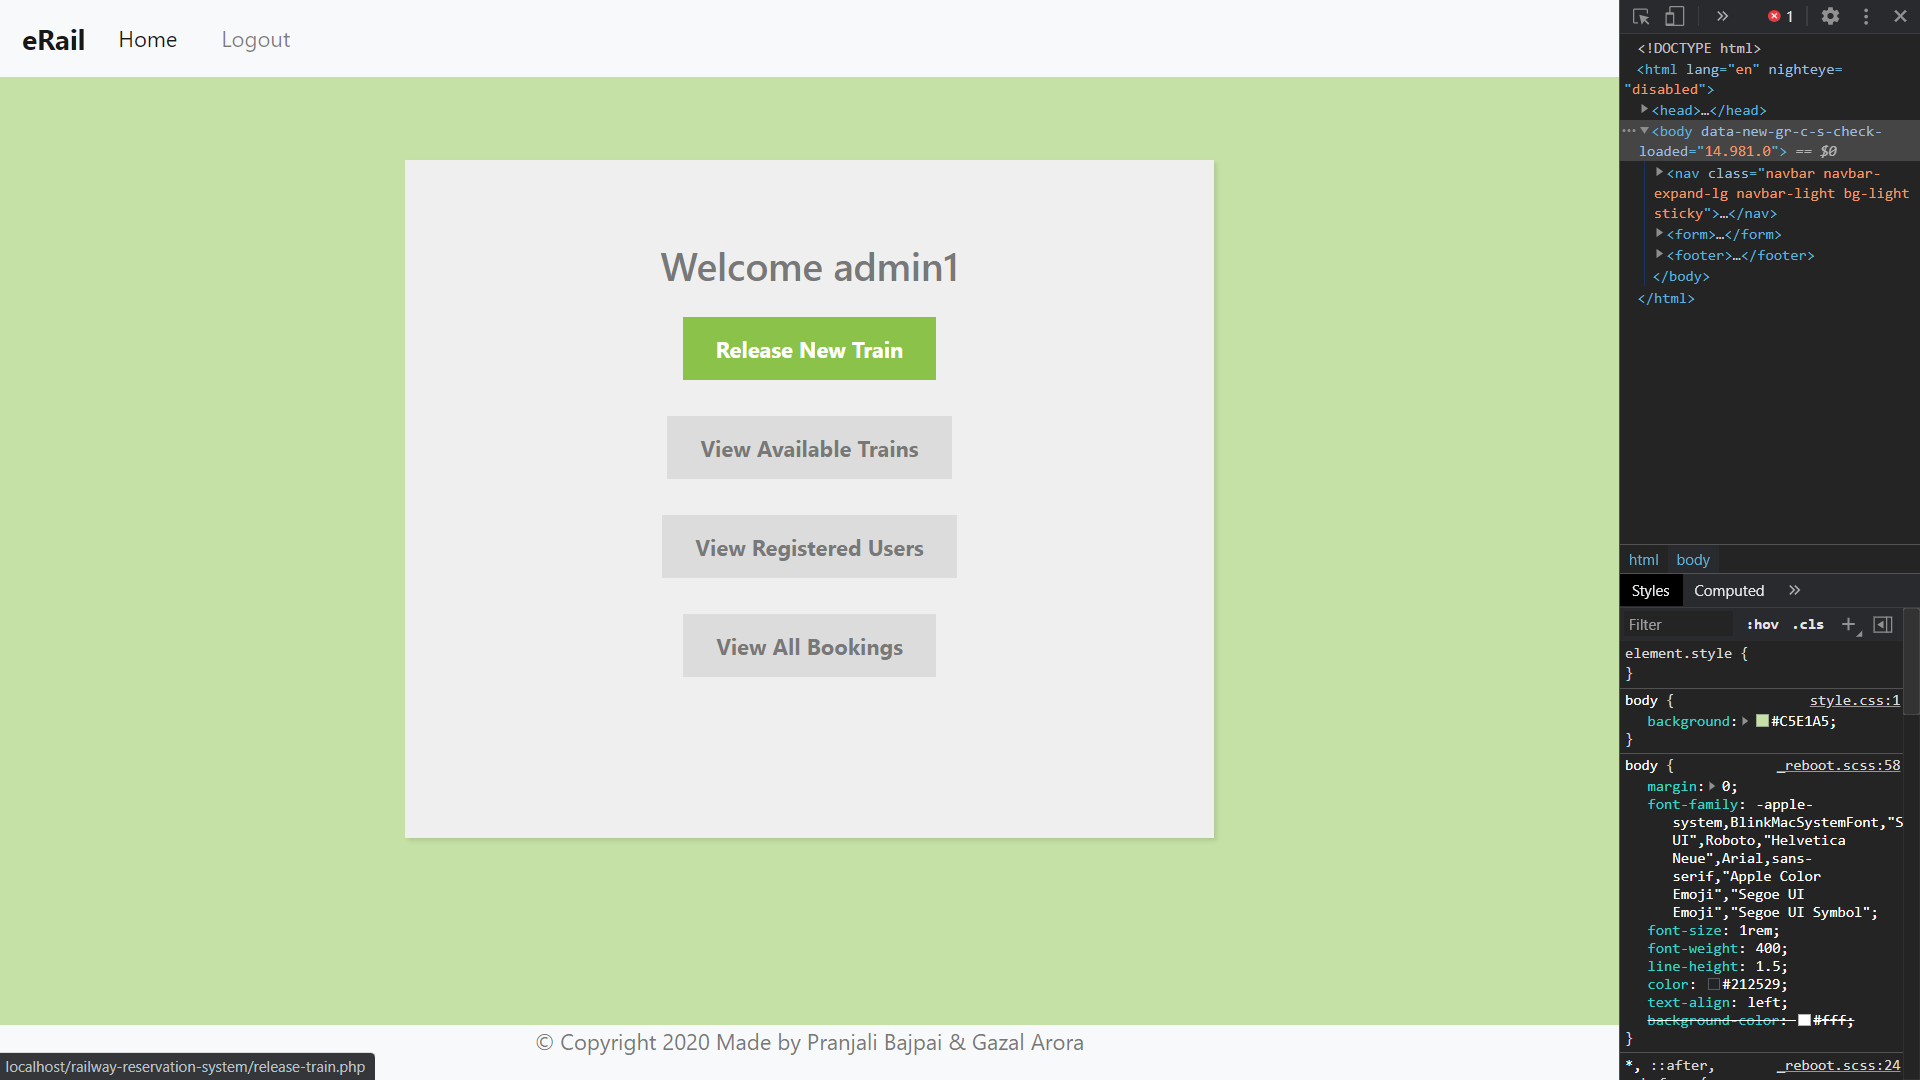 eRail Home Logout
Welcome admin1
Release New Train
View Available Trains
View Registered Users
View All Bookings
© Copyright 2020 Made by Pranjali Bajpai & Gazal Arora
localhost/railway-reservation-system/release-train.php
1
<!DOCTYPE html>
<html lang="en" nighteye=
"disabled">
<head>…</head>
<body data-new-gr-c-s-check-
loaded="14.981.0"> == $0
<nav class="navbar navbar-
expand-lg navbar-light bg-light
sticky">…</nav>
<form>…</form>
<footer>…</footer>
</body>
</html>
html body
Styles Computed
Filter :hov .cls
element.style {
}
body { style.css:1
background: #C5E1A5;
}
body { _reboot.scss:58
margin: 0;
font-family: -apple-
system,BlinkMacSystemFont,"S
UI",Roboto,"Helvetica
Neue",Arial,sans-
serif,"Apple Color
Emoji","Segoe UI
Emoji","Segoe UI Symbol";
font-size: 1rem;
font-weight: 400;
line-height: 1.5;
color: #212529;
text-align: left;
background-color: #fff;
}
*, ::after, _reboot.scss:24